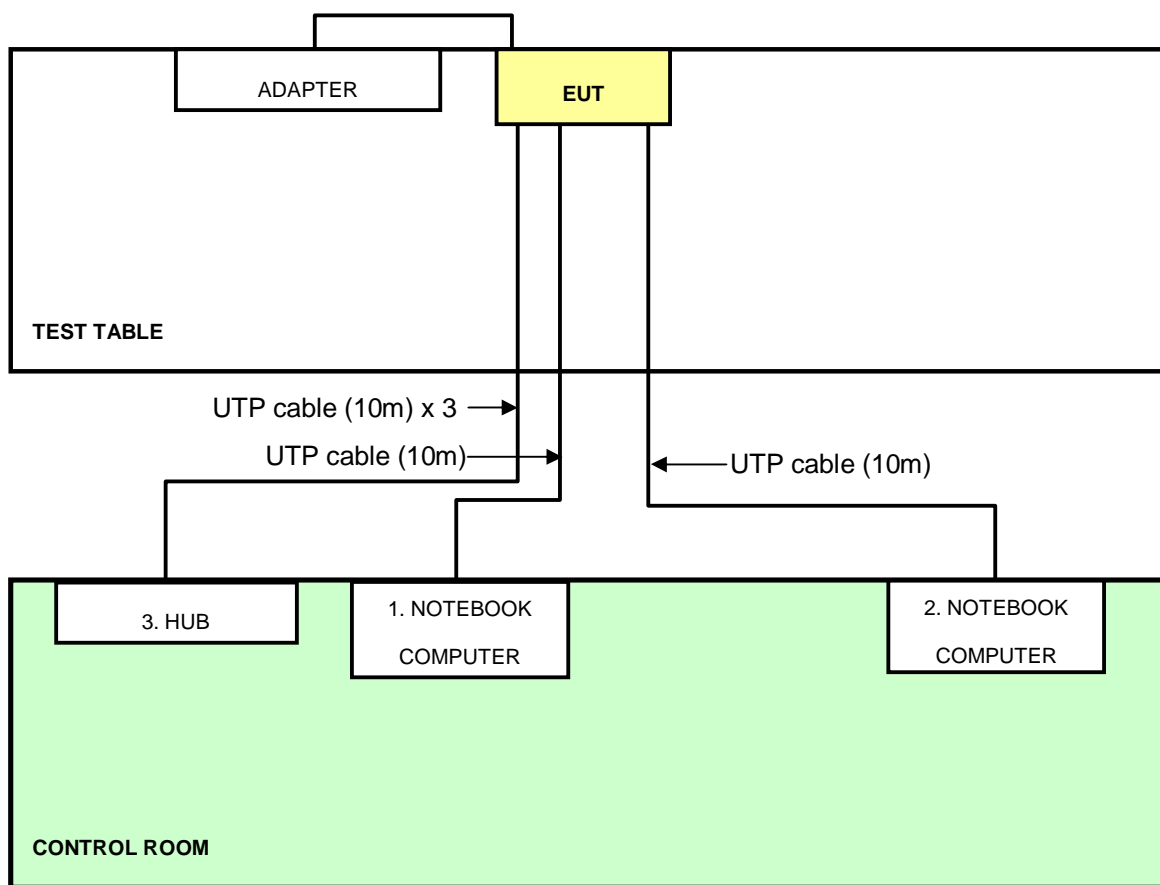 ADAPTER
EUT
TEST TABLE
UTP cable (10m) x 3
UTP cable (10m)
UTP cable (10m)
3. HUB
1. NOTEBOOK
COMPUTER
2. NOTEBOOK
COMPUTER
CONTROL ROOM